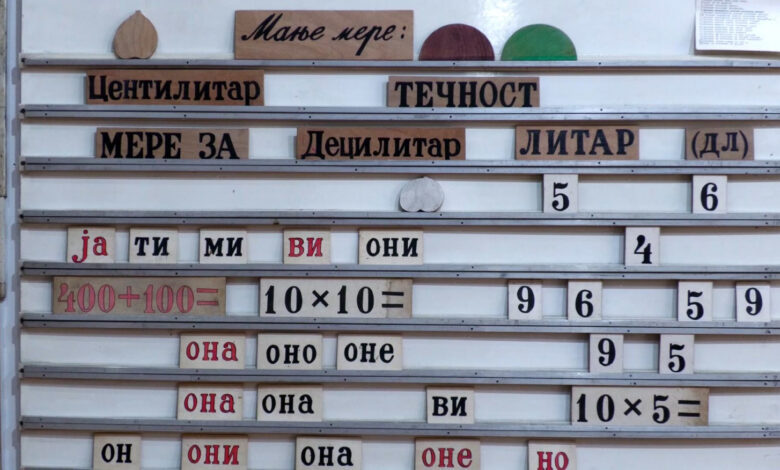 Мање мере:
Центилитар ТЕЧНОСТ
МЕРЕ ЗА Децилитар ЛИТАР (дл)
5 6
ја ти ми ви они 4
400+100= 10×10= 9 6 5 9
она оно оне 9 5
она она ви 10×5=
он они она оне но